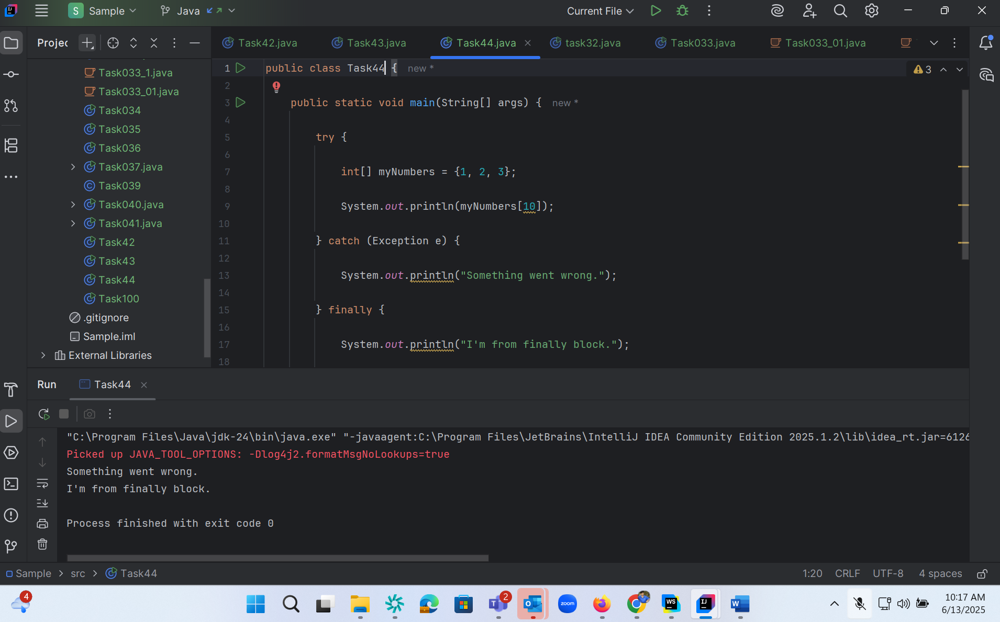 S Sample Java Current File
Project
Task42.java Task43.java Task44.java task32.java Task033.java Task033_01.java
Task033_1.java
Task033_01.java
Task034
Task035
Task036
Task037.java
Task039
Task040.java
Task041.java
Task42
Task43
Task44
Task100
.gitignore
Sample.iml
External Libraries
1 public class Task44 { new *
3
2
3 public static void main(String[] args) { new *
4
5 try {
6
7 int[] myNumbers = {1, 2, 3};
8
9 System.out.println(myNumbers[10]);
10
11 } catch (Exception e) {
12
13 System.out.println("Something went wrong.");
14
15 } finally {
16
17 System.out.println("I'm from finally block.");
18
Run Task44
"C:\Program Files\Java\jdk-24\bin\java.exe" "-javaagent:C:\Program Files\JetBrains\IntelliJ IDEA Community Edition 2025.1.2\lib\idea_rt.jar=6126
Picked up JAVA_TOOL_OPTIONS: -Dlog4j2.formatMsgNoLookups=true
Something went wrong.
I'm from finally block.
Process finished with exit code 0
Sample > src > Task44 1:20 CRLF UTF-8 4 spaces
4 T 2 O zoom WS IJ W 10:17 AM
6/13/2025